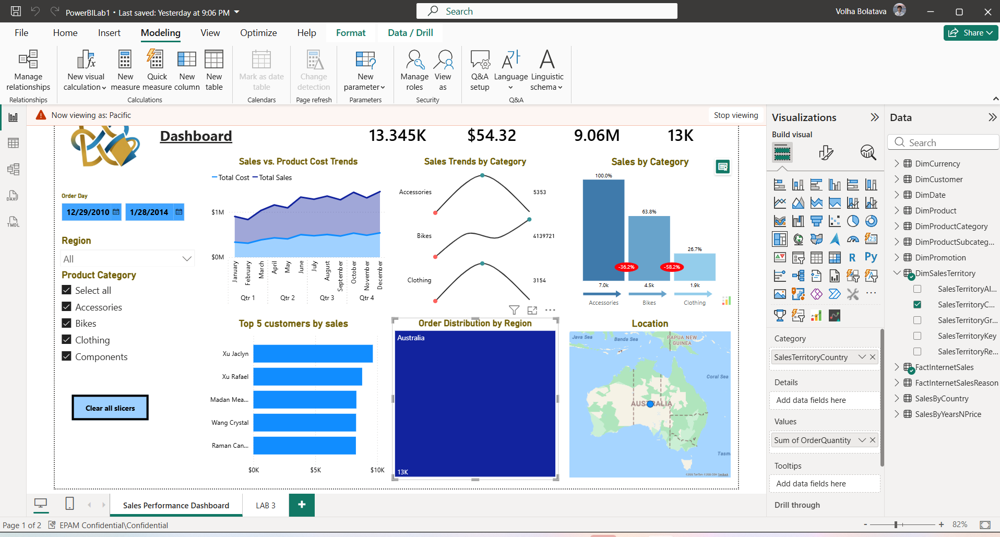 PowerBILab1 • Last saved: Yesterday at 9:06 PM
Search
Volha Bolatava
File
Home
Insert
Modeling
View
Optimize
Help
Format
Data / Drill
Share
Manage relationships
Relationships
New visual calculation
New measure
Quick measure
New column
New table
Calculations
Mark as date table
Calendars
Change detection
Page refresh
New parameter
Parameters
Manage roles
View as
Security
Q&A setup
Language
Linguistic schema
Q&A
Now viewing as: Pacific
Stop viewing
DAX
TMDL
Dashboard
13.345K
$54.32
9.06M
13K
Order Day
12/29/2010
1/28/2014
Region
All
Product Category
Select all
Accessories
Bikes
Clothing
Components
Clear all slicers
Sales vs. Product Cost Trends
Total Cost
Total Sales
$1M
$0M
January
February
March
April
May
June
July
August
September
October
November
December
Qtr 1
Qtr 2
Qtr 3
Qtr 4
Sales Trends by Category
Accessories
5353
Bikes
4139721
Clothing
3154
Sales by Category
100.0%
63.8%
26.7%
-36.2%
-58.2%
7.0k
4.5k
1.9k
Accessories
Bikes
Clothing
Top 5 customers by sales
Xu Jaclyn
Xu Rafael
Madan Mea...
Wang Crystal
Raman Can...
$0K
$5K
$10K
Order Distribution by Region
Australia
13K
Location
Java Sea
Banda Sea
PAPUA NEW
GUINEA
Coral Sea
AUSTRALIA
Tasm
©2026 TomTom ©2026 OSM Feedback
Visualizations
Build visual
123
R
Py
Category
SalesTerritoryCountry
Details
Add data fields here
Values
Sum of OrderQuantity
Tooltips
Add data fields here
Drill through
Data
Search
DimCurrency
DimCustomer
DimDate
DimProduct
DimProductCategory
DimProductSubcateg...
DimPromotion
DimSalesTerritory
SalesTerritoryAl...
SalesTerritoryC...
SalesTerritoryGr...
SalesTerritoryKey
SalesTerritoryRe...
FactInternetSales
FactInternetSalesReason
SalesByCountry
SalesByYearsNPrice
Sales Performance Dashboard
LAB 3
Page 1 of 2
EPAM Confidential\Confidential
82%